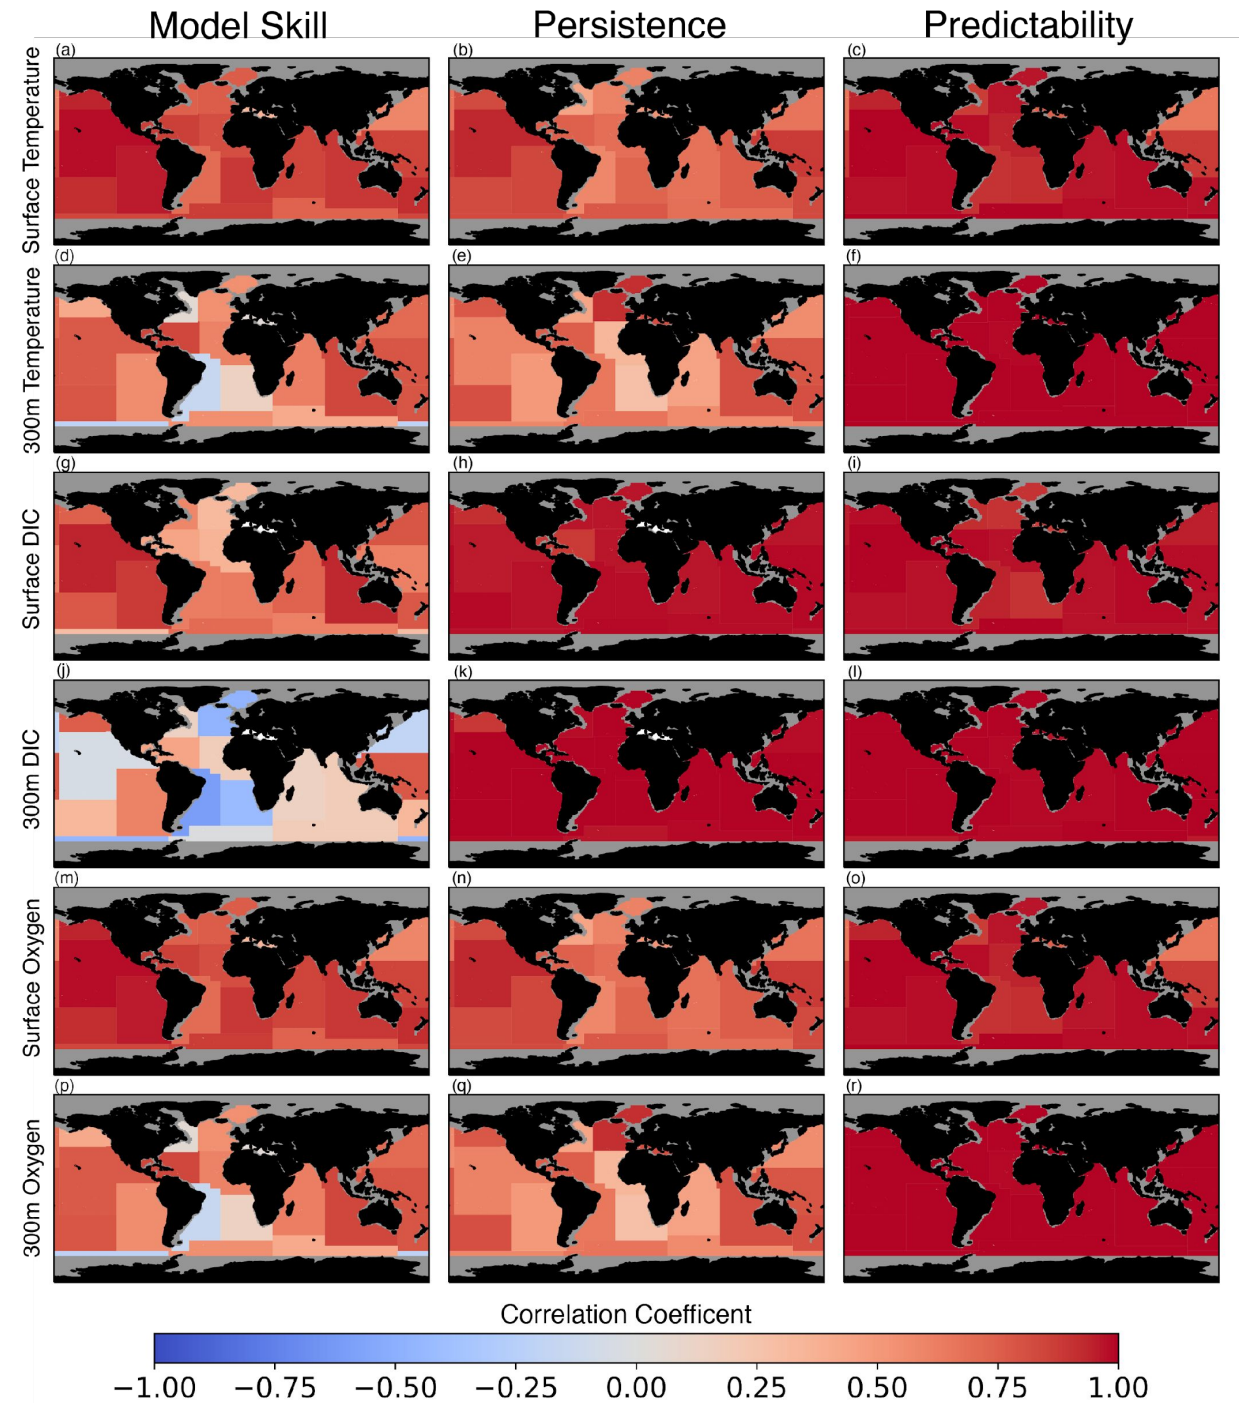 Model Skill Persistence Predictability
(a) (b) (c)
Surface Temperature
(d) (e) (f)
300m Temperature
(g) (h) (i)
Surface DIC
(j) (k) (l)
300m DIC
(m) (n) (o)
Surface Oxygen
(p) (q) (r)
300m Oxygen
Correlation Coefficent
−1.00 −0.75 −0.50 −0.25 0.00 0.25 0.50 0.75 1.00